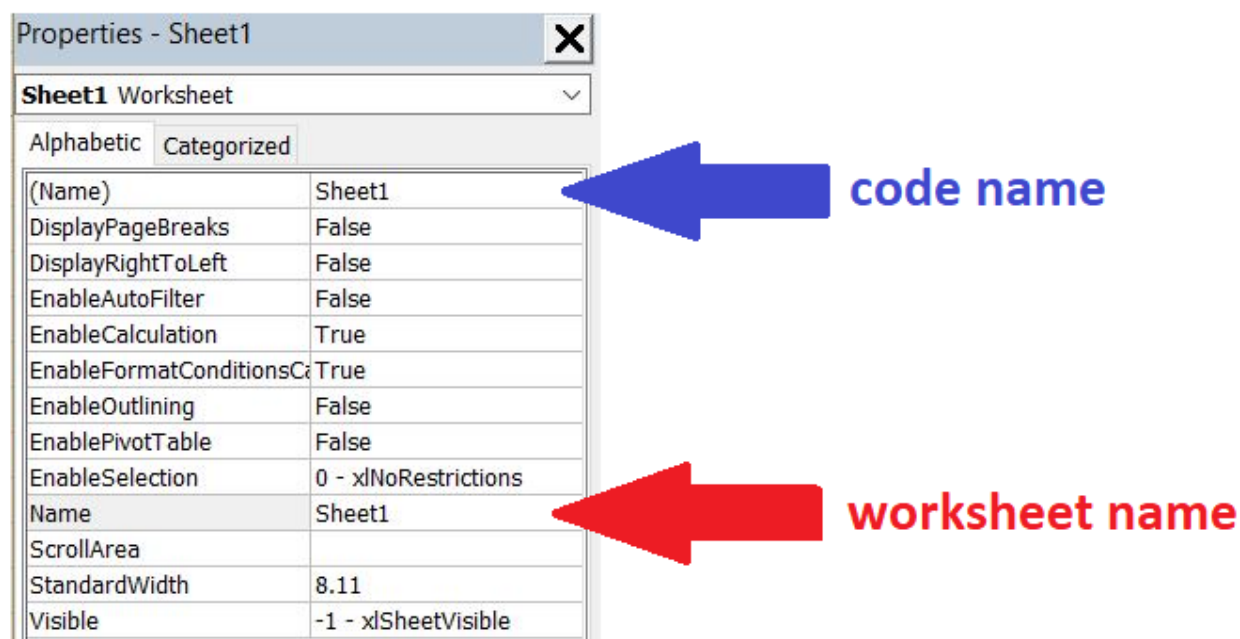 Properties - Sheet1
Sheet1 Worksheet
Alphabetic Categorized
(Name) Sheet1 code name
DisplayPageBreaks False
DisplayRightToLeft False
EnableAutoFilter False
EnableCalculation True
EnableFormatConditionsCa True
EnableOutlining False
EnablePivotTable False
EnableSelection 0 - xlNoRestrictions
Name Sheet1 worksheet name
ScrollArea
StandardWidth 8.11
Visible -1 - xlSheetVisible